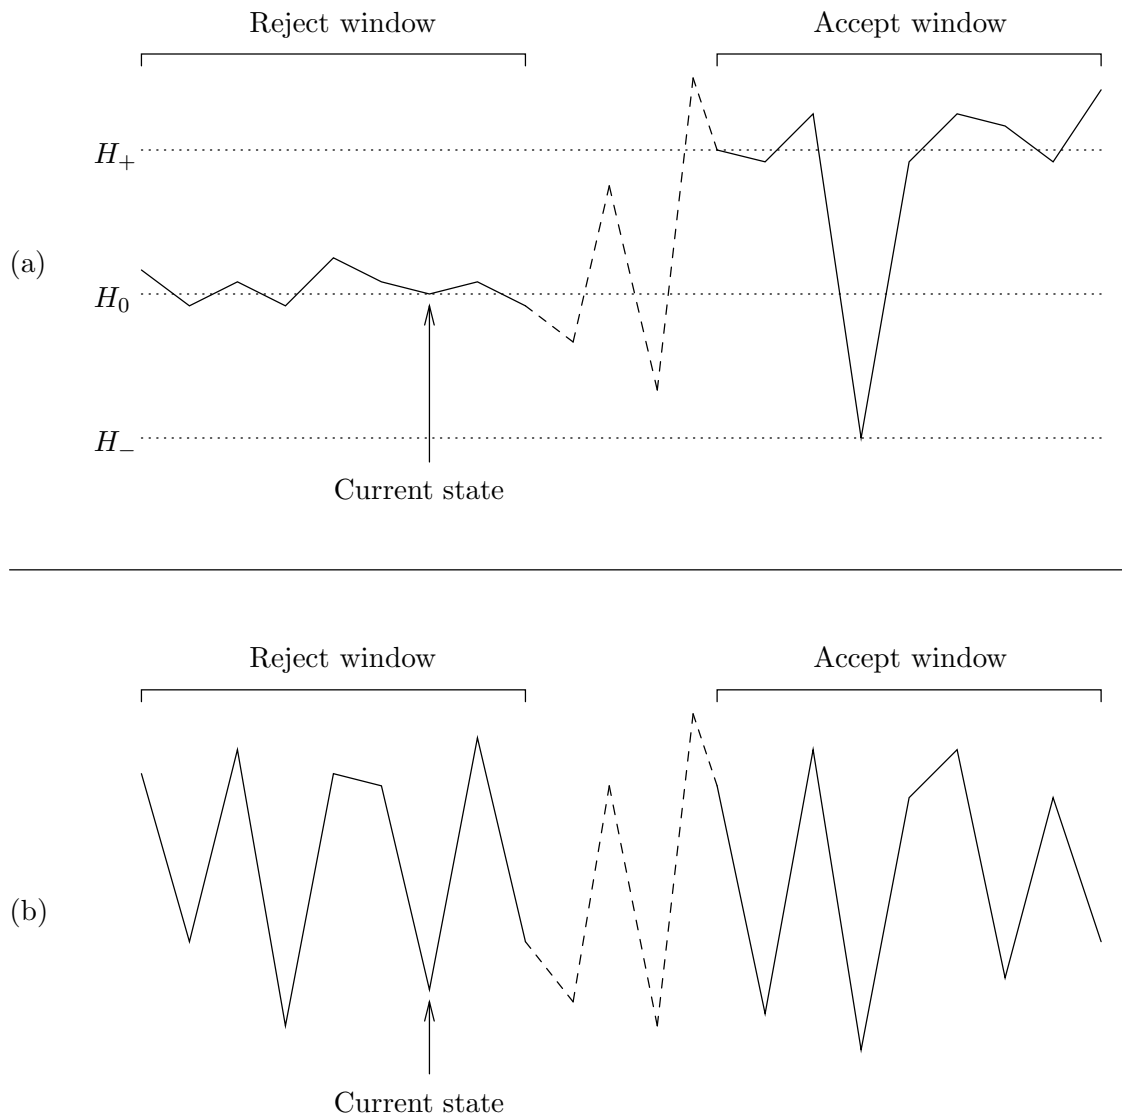 Reject window
Accept window
H₊
(a)
H₀
H₋
Current state
Reject window
Accept window
(b)
Current state